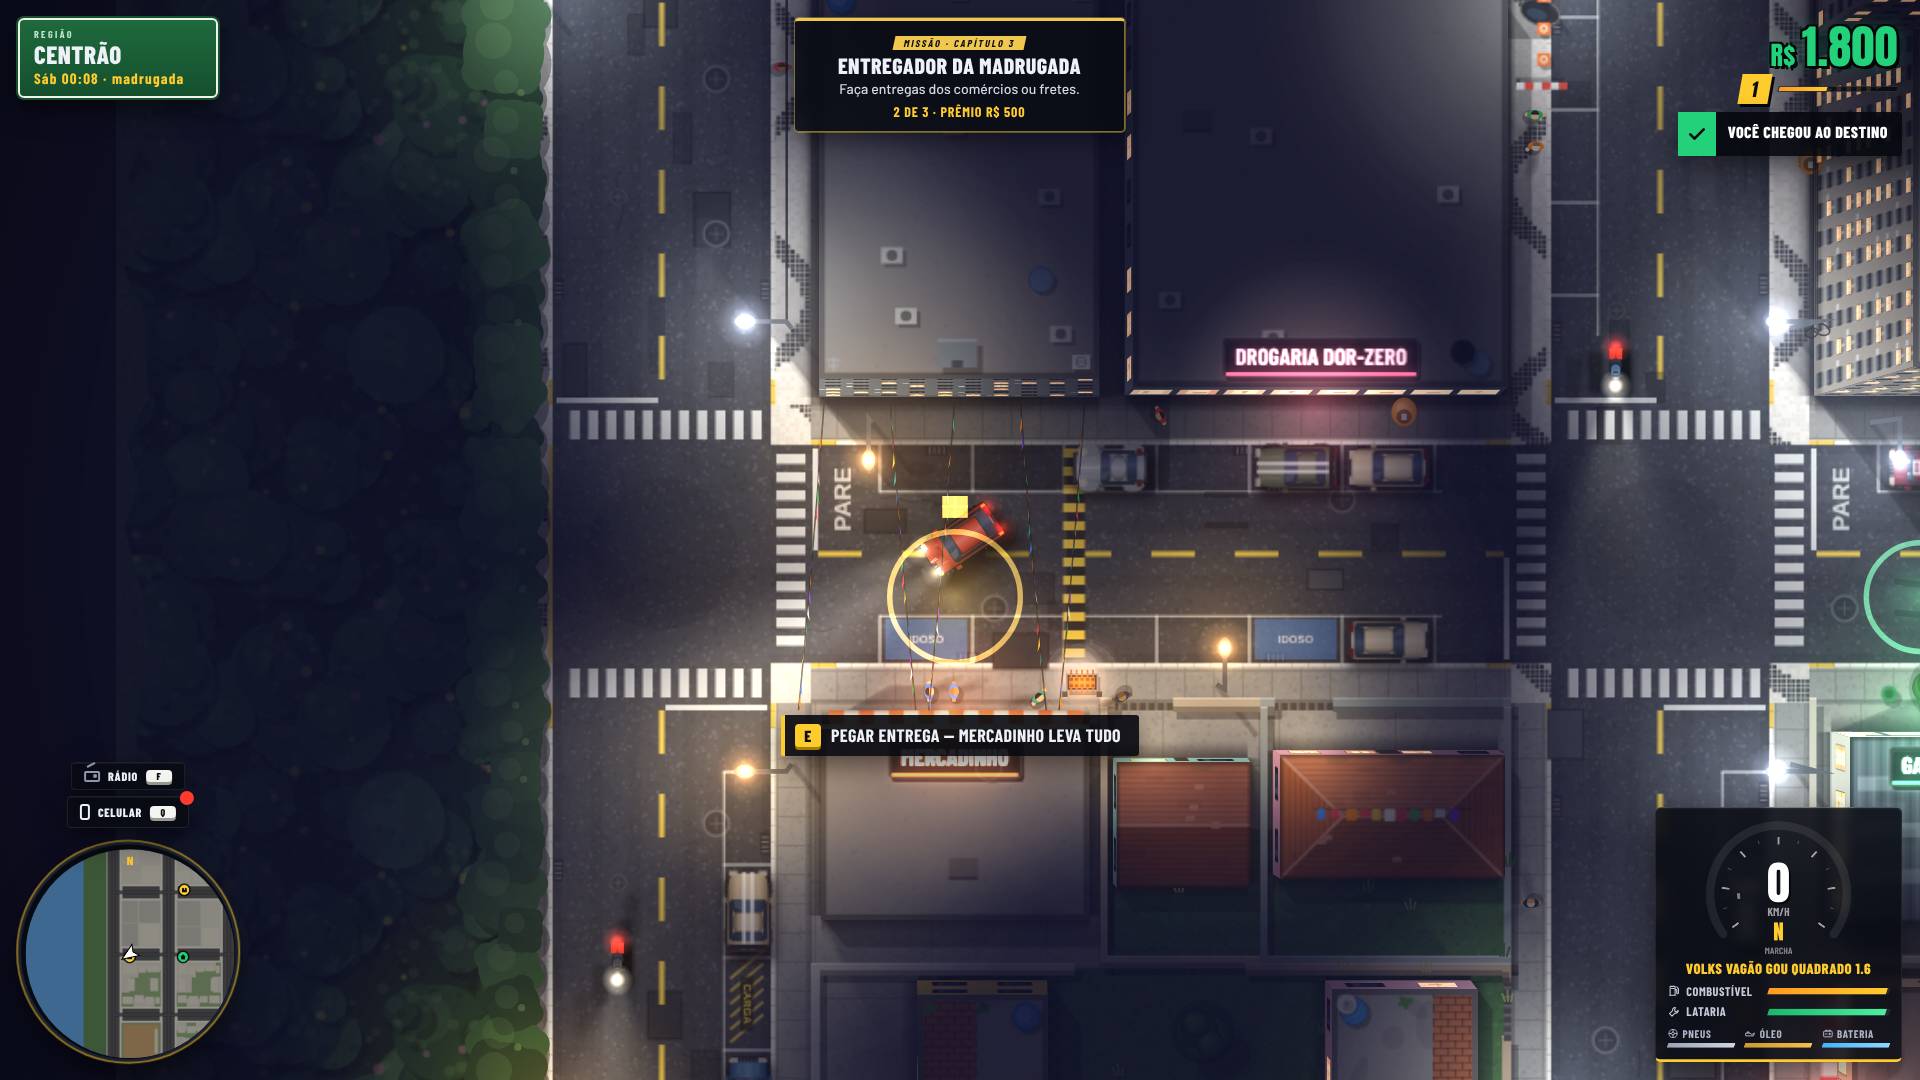 REGIÃO
CENTRÃO
Sáb 00:08 · madrugada
MISSÃO · CAPÍTULO 3
ENTREGADOR DA MADRUGADA
Faça entregas dos comércios ou fretes.
2 DE 3 · PRÊMIO R$ 500
R$ 1.800
1
VOCÊ CHEGOU AO DESTINO
DROGARIA DOR-ZERO
PARE
PARE
IDOSO
IDOSO
E PEGAR ENTREGA — MERCADINHO LEVA TUDO
MERCADINHO
RÁDIO F
CELULAR Q
N
CARGA
0
KM/H
N
MARCHA
VOLKS VAGÃO GOU QUADRADO 1.6
COMBUSTÍVEL
LATARIA
PNEUS ÓLEO BATERIA